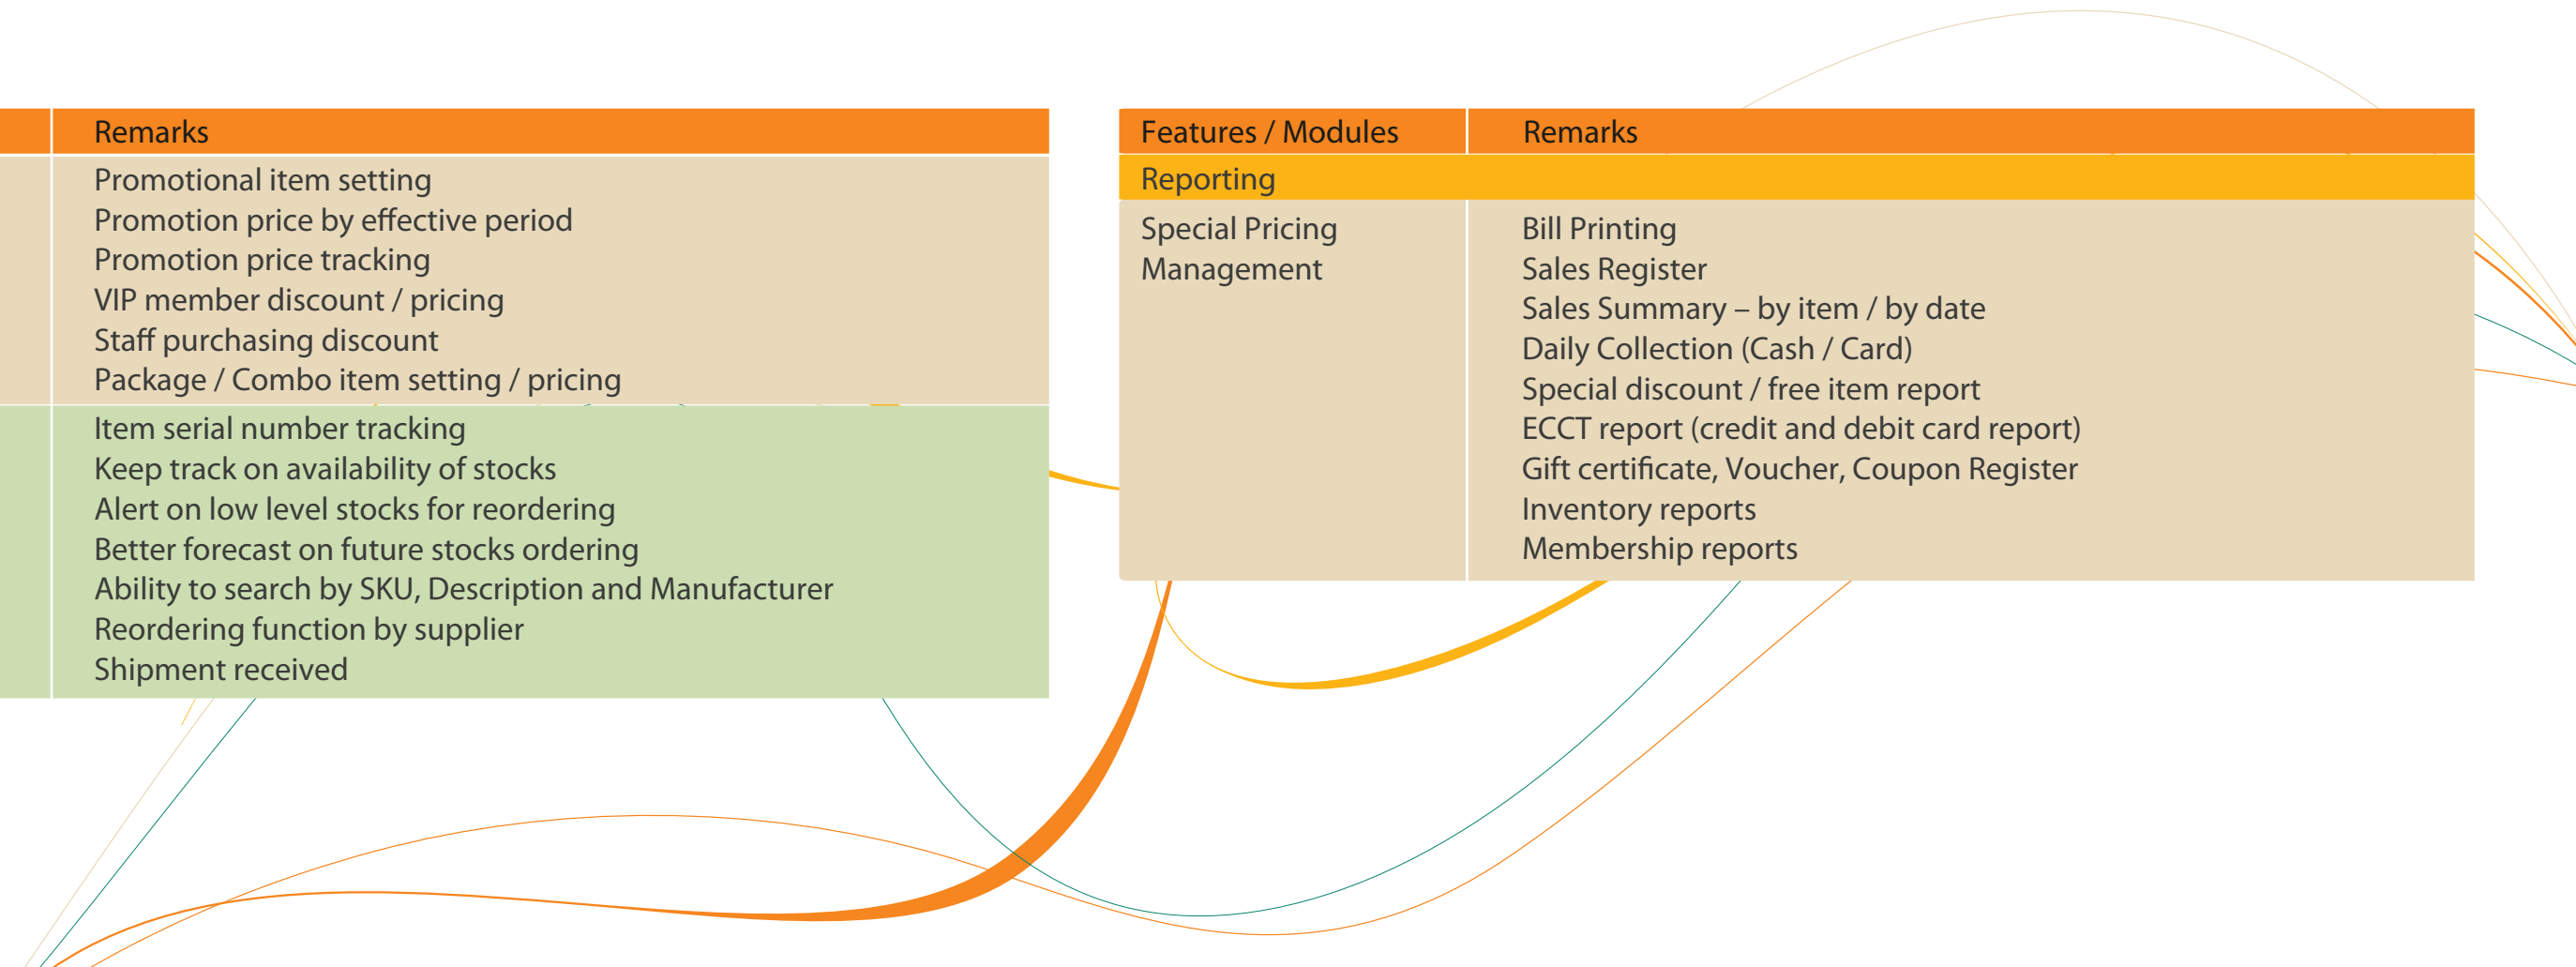 Remarks
Promotional item setting
Promotion price by effective period
Promotion price tracking
VIP member discount / pricing
Staff purchasing discount
Package / Combo item setting / pricing
Item serial number tracking
Keep track on availability of stocks
Alert on low level stocks for reordering
Better forecast on future stocks ordering
Ability to search by SKU, Description and Manufacturer
Reordering function by supplier
Shipment received
Features / Modules
Remarks
Reporting
Special Pricing
Management
Bill Printing
Sales Register
Sales Summary – by item / by date
Daily Collection (Cash / Card)
Special discount / free item report
ECCT report (credit and debit card report)
Gift certificate, Voucher, Coupon Register
Inventory reports
Membership reports